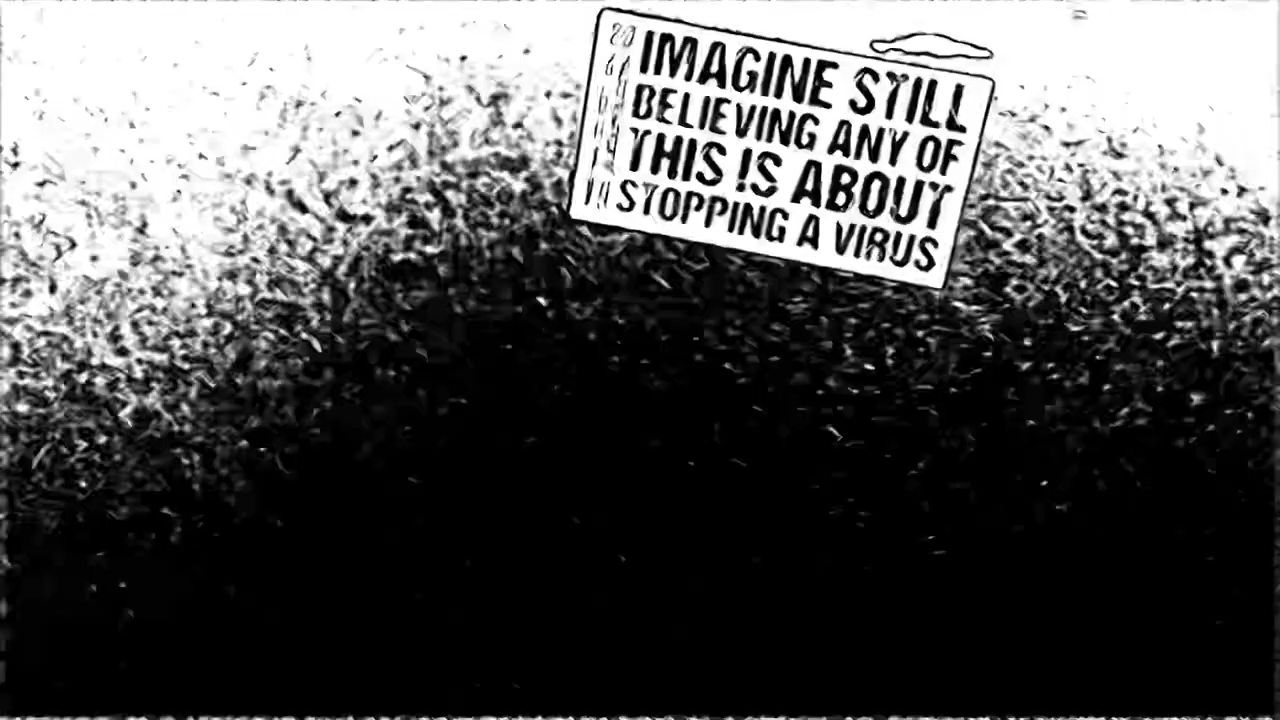 IMAGINE STILL
BELIEVING ANY OF
THIS IS ABOUT
STOPPING A VIRUS